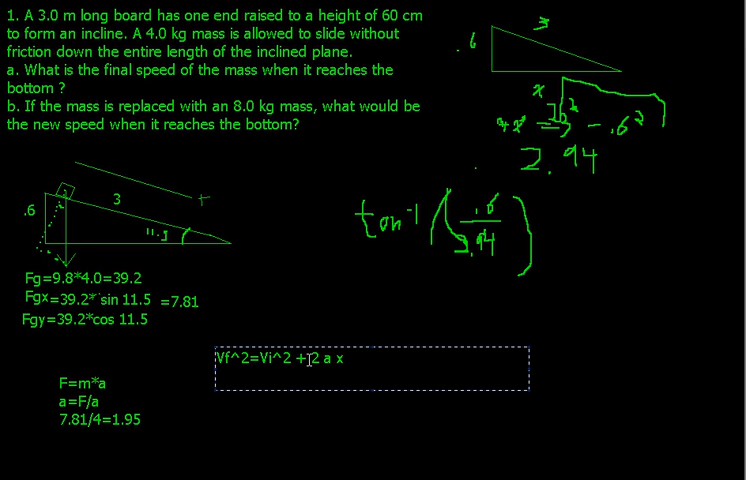 1. A 3.0 m long board has one end raised to a height of 60 cm
to form an incline. A 4.0 kg mass is allowed to slide without
friction down the entire length of the inclined plane.
a. What is the final speed of the mass when it reaches the
bottom ?
b. If the mass is replaced with an 8.0 kg mass, what would be
the new speed when it reaches the bottom?
3
.6
x
= 3² - .6²
2.94
3
+
.6
11.5
tan⁻¹ (.6
2.94)
Fg=9.8*4.0=39.2
Fgx=39.2* sin 11.5 =7.81
Fgy=39.2*cos 11.5
Vf^2=Vi^2 + 2 a x
F=m*a
a=F/a
7.81/4=1.95